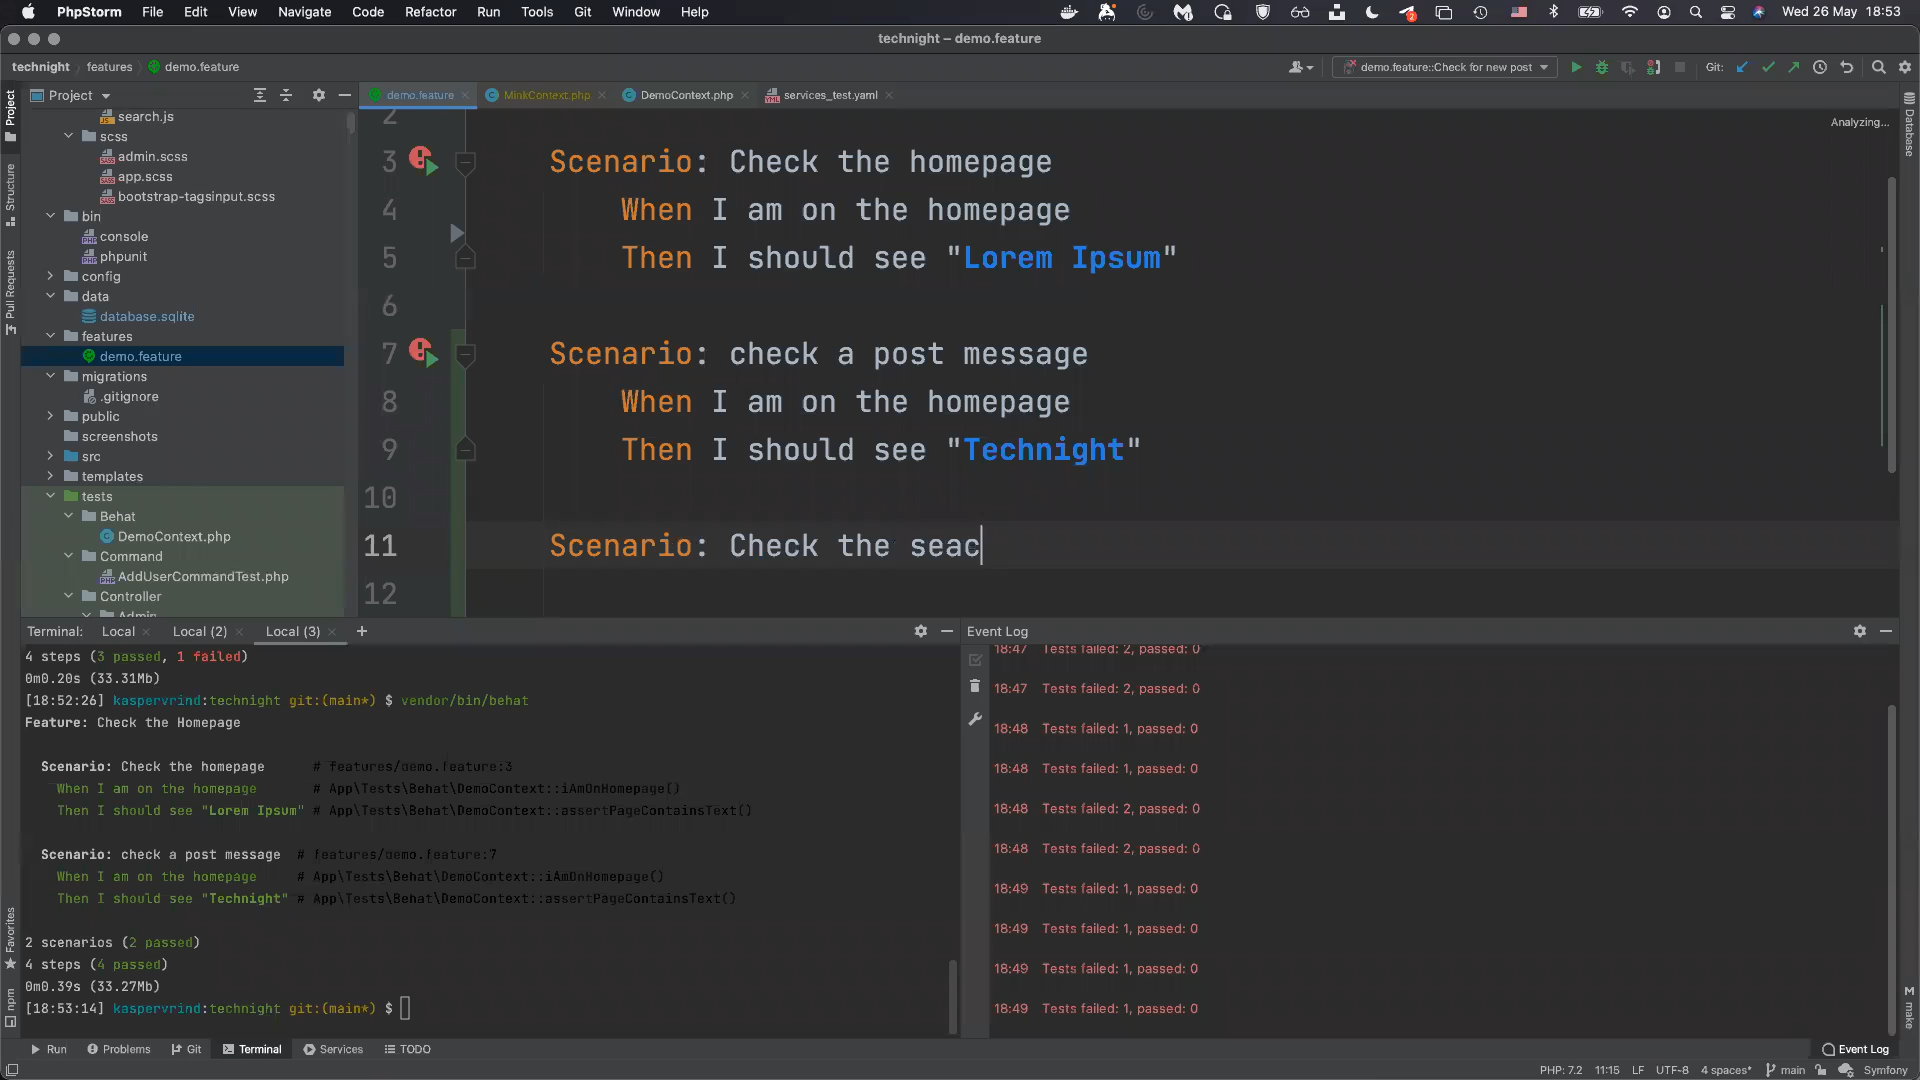 PhpStorm File Edit View Navigate Code Refactor Run Tools Git Window Help
2
Wed 26 May 18:53
technight – demo.feature
technight features demo.feature
demo.feature::Check for new post
Git:
Project
demo.feature MinkContext.php DemoContext.php services_test.yaml
Project
Structure
Pull Requests
Favorites
npm
Database
make
search.js
scss
admin.scss
app.scss
bootstrap-tagsinput.scss
bin
console
phpunit
config
data
database.sqlite
features
demo.feature
migrations
.gitignore
public
screenshots
src
templates
tests
Behat
DemoContext.php
Command
AddUserCommandTest.php
Controller
Admin
Analyzing...
2
3 Scenario: Check the homepage
4 When I am on the homepage
5 Then I should see "Lorem Ipsum"
6
7 Scenario: check a post message
8 When I am on the homepage
9 Then I should see "Technight"
10
11 Scenario: Check the seac
12
Terminal: Local Local (2) Local (3)
4 steps (3 passed, 1 failed)
0m0.20s (33.31Mb)
[18:52:26] kaspervrind:technight git:(main*) $ vendor/bin/behat
Feature: Check the Homepage
Scenario: Check the homepage # features/demo.feature:3
When I am on the homepage # App\Tests\Behat\DemoContext::iAmOnHomepage()
Then I should see "Lorem Ipsum" # App\Tests\Behat\DemoContext::assertPageContainsText()
Scenario: check a post message # features/demo.feature:7
When I am on the homepage # App\Tests\Behat\DemoContext::iAmOnHomepage()
Then I should see "Technight" # App\Tests\Behat\DemoContext::assertPageContainsText()
2 scenarios (2 passed)
4 steps (4 passed)
0m0.39s (33.27Mb)
[18:53:14] kaspervrind:technight git:(main*) $
Event Log
18:47 Tests failed: 2, passed: 0
18:47 Tests failed: 2, passed: 0
18:48 Tests failed: 1, passed: 0
18:48 Tests failed: 1, passed: 0
18:48 Tests failed: 2, passed: 0
18:48 Tests failed: 2, passed: 0
18:49 Tests failed: 1, passed: 0
18:49 Tests failed: 1, passed: 0
18:49 Tests failed: 1, passed: 0
18:49 Tests failed: 1, passed: 0
Run Problems Git Terminal Services TODO
Event Log
PHP: 7.2 11:15 LF UTF-8 4 spaces* main Symfony